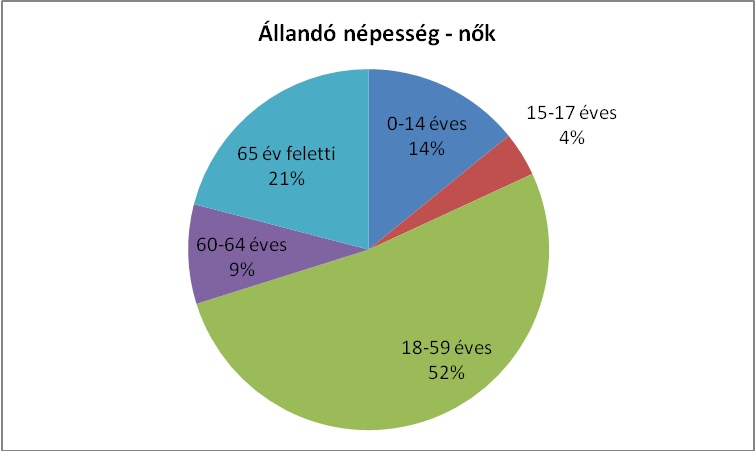 Állandó népesség - nők
0-14 éves
14%
15-17 éves
4%
18-59 éves
52%
60-64 éves
9%
65 év feletti
21%